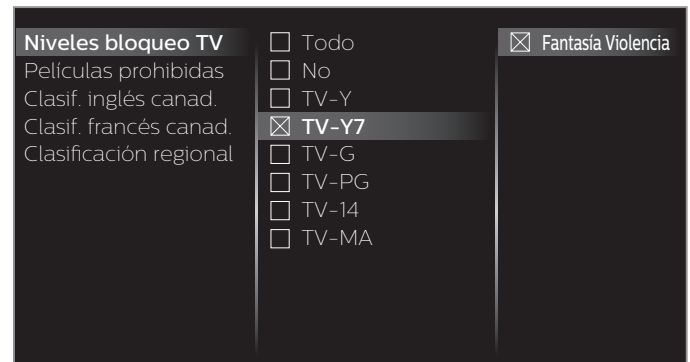 Niveles bloqueo TV
Películas prohibidas
Clasif. inglés canad.
Clasif. francés canad.
Clasificación regional
Todo
No
TV-Y
TV-Y7
TV-G
TV-PG
TV-14
TV-MA
Fantasía Violencia